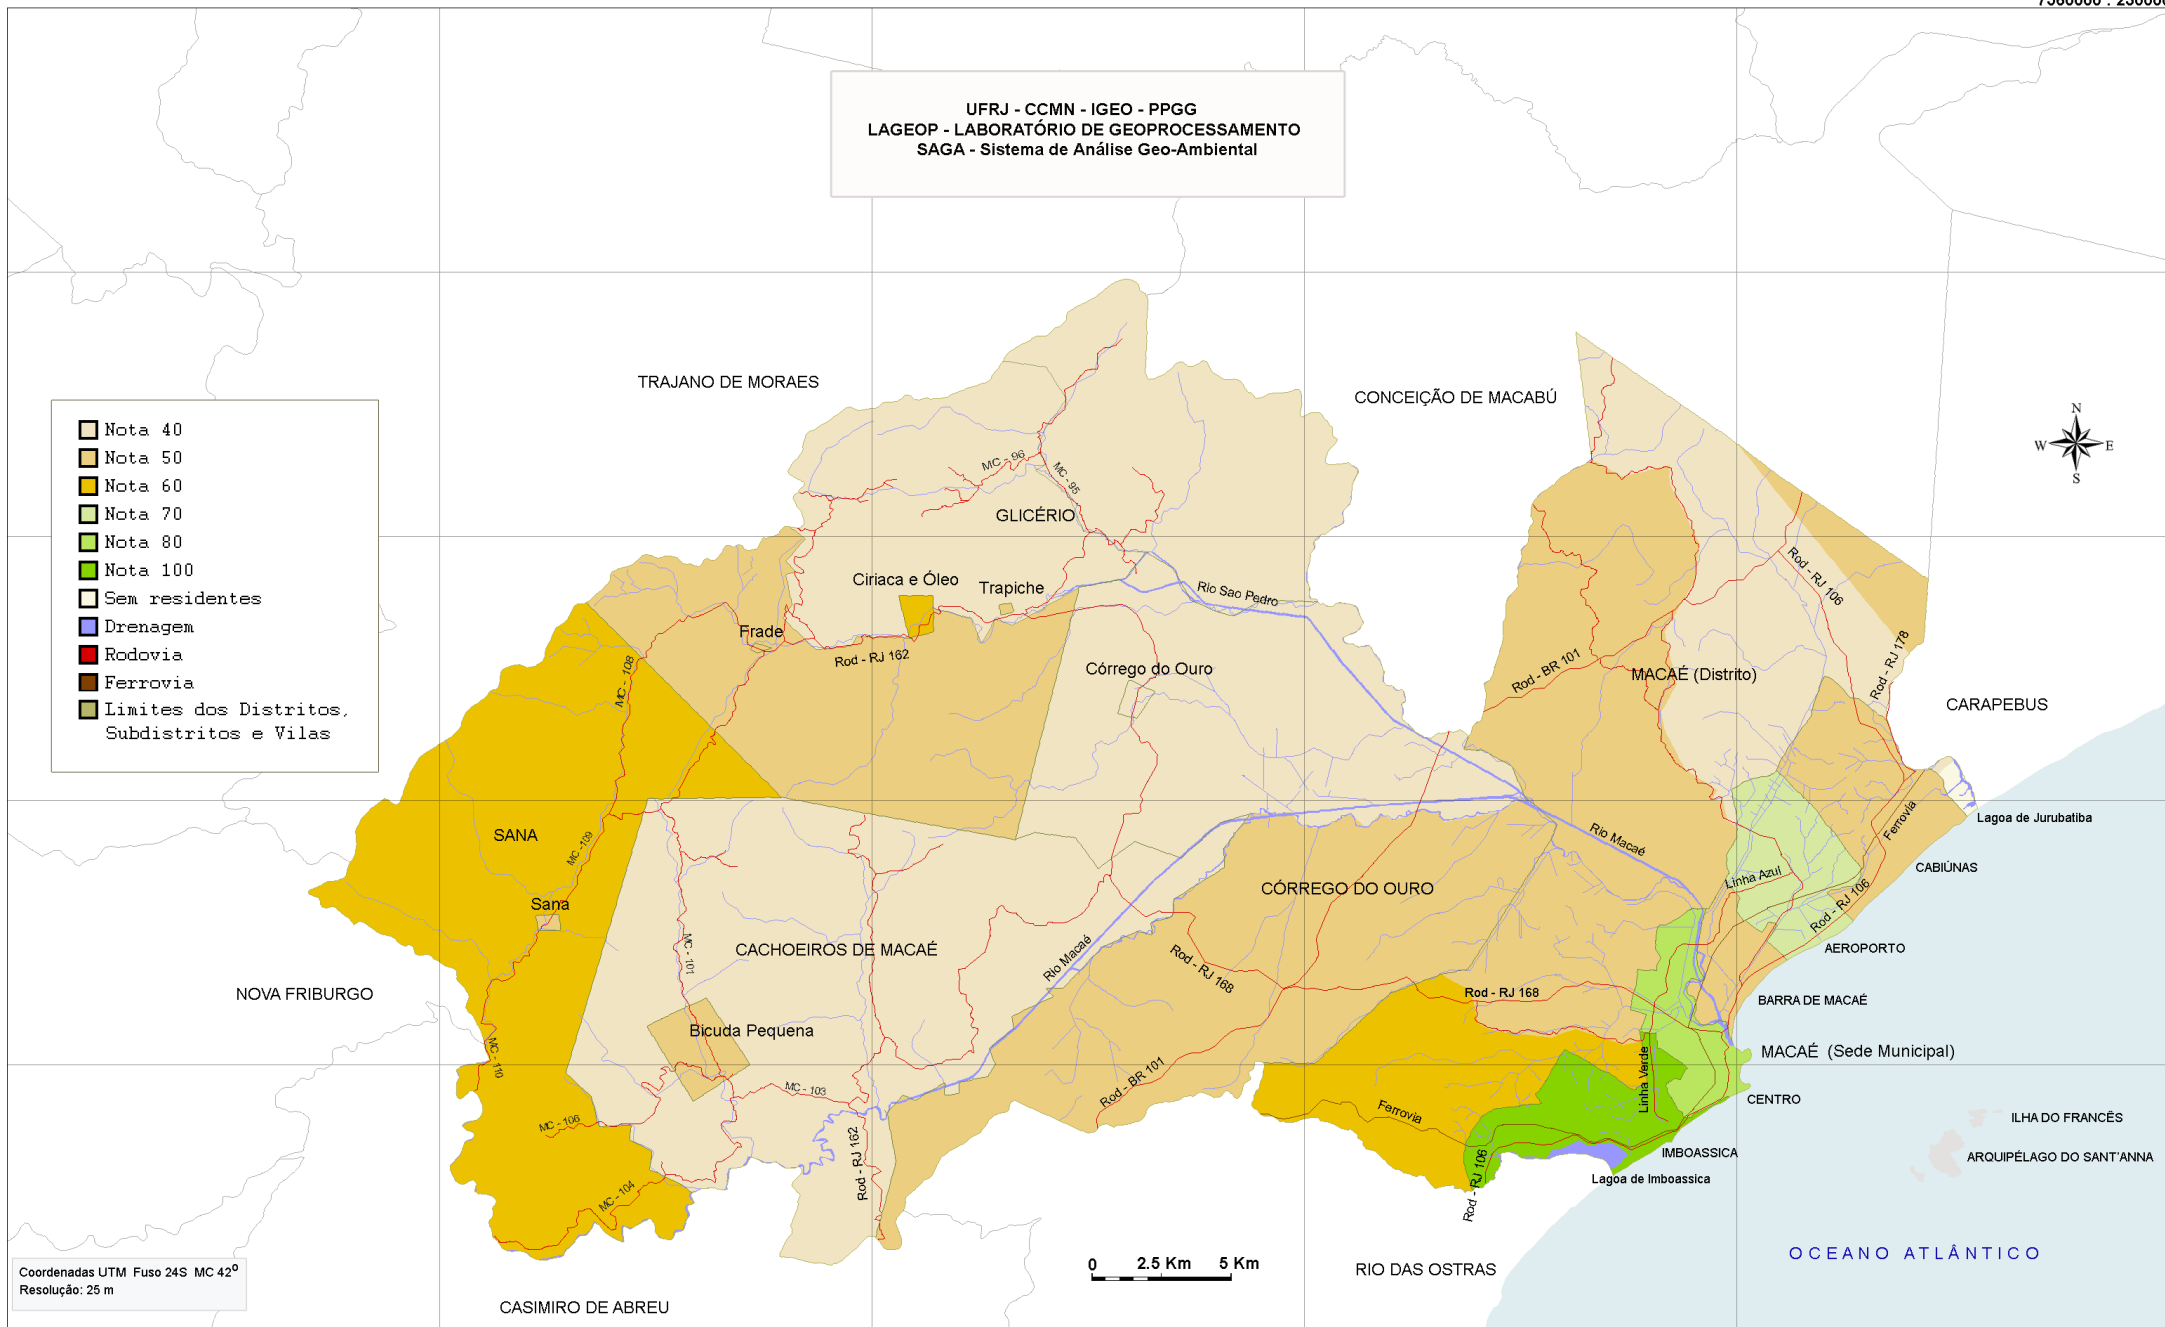 UFRJ - CCMN - IGEO - PPGG
LAGEOP - LABORATÓRIO DE GEOPROCESSAMENTO
SAGA - Sistema de Análise Geo-Ambiental
TRAJANO DE MORAES
CONCEIÇÃO DE MACABÚ
N
W E
S
Nota 40
Nota 50
Nota 60
Nota 70
Nota 80
Nota 100
Sem residentes
Drenagem
Rodovia
Ferrovia
Limites dos Distritos,
Subdistritos e Vilas
MC - 96
MC - 95
GLICÉRIO
Ciriaca e Óleo
Trapiche
Rio Sao Pedro
Rod - RJ 106
Frade
Rod - RJ 162
MC - 108
Córrego do Ouro
Rod - BR 101
MACAÉ (Distrito)
Rod - RJ 178
CARAPEBUS
SANA
MC -109
Sana
Rio Macaé
Ferrovia
Lagoa de Jurubatiba
CABIÚNAS
Linha Azul
Rod - RJ 106
CÓRREGO DO OURO
CACHOEIROS DE MACAÉ
MC - 101
Rio Macaé
Rod - RJ 168
AEROPORTO
NOVA FRIBURGO
Rod - RJ 168
BARRA DE MACAÉ
Bicuda Pequena
MC - 110
MACAÉ (Sede Municipal)
Linha Verde
MC - 103
Rod - BR 101
CENTRO
Ferrovia
MC - 106
ILHA DO FRANCÊS
Rod - RJ 162
IMBOASSICA
ARQUIPÉLAGO DO SANT'ANNA
Rod - RJ 106
Lagoa de Imboassica
MC - 104
OCEANO ATLÂNTICO
0 2.5 Km 5 Km
RIO DAS OSTRAS
Coordenadas UTM Fuso 24S MC 42º
Resolução: 25 m
CASIMIRO DE ABREU